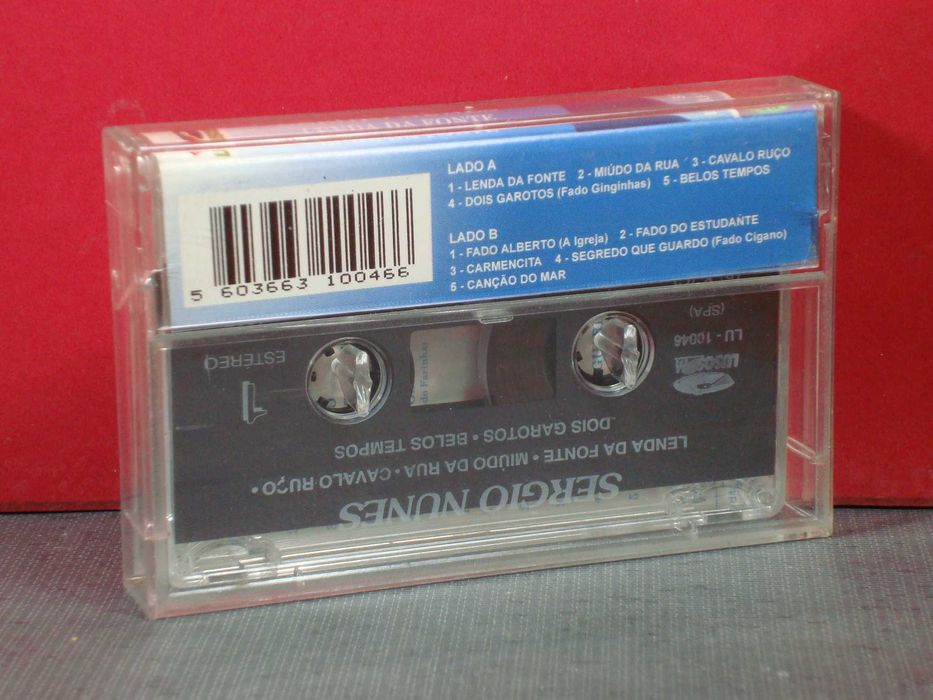 LENDA DA FONTE
LADO A
1 - LENDA DA FONTE 2 - MIÚDO DA RUA 3 - CAVALO RUÇO
4 - DOIS GAROTOS (Fado Ginginhas) 5 - BELOS TEMPOS
LADO B
1 - FADO ALBERTO (A Igreja) 2 - FADO DO ESTUDANTE
3 - CARMENCITA 4 - SEGREDO QUE GUARDO (Fado Cigano)
5 - CANÇÃO DO MAR
5 603663 100466
SERGIO NUNES
LENDA DA FONTE • MIÚDO DA RUA • CAVALO RUÇO •
DOIS GAROTOS • BELOS TEMPOS
1
ESTÉREO
LU - 10046
(SPA)
do Farinha